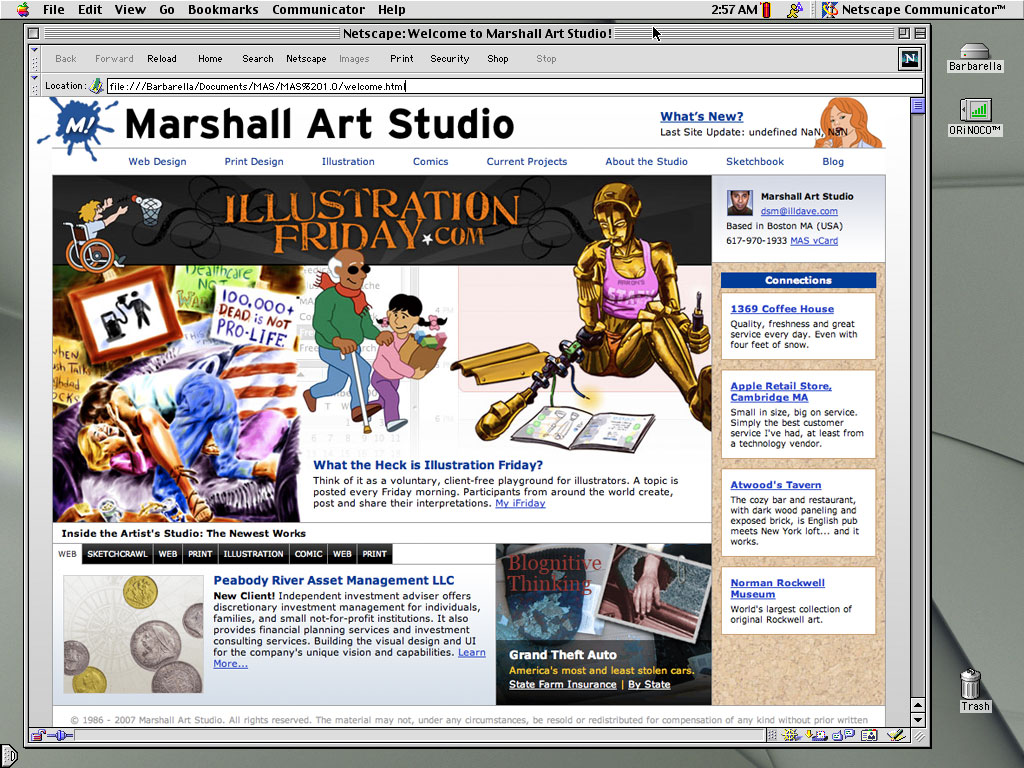 File Edit View Go Bookmarks Communicator Help
2:57 AM
Netscape Communicator™
Netscape: Welcome to Marshall Art Studio!
Back Forward Reload Home Search Netscape Images Print Security Shop Stop
N
Location: file:///Barbarella/Documents/MAS/MAS%201.0/welcome.html
Barbarella
ORiNOCO™
M!
Marshall Art Studio
What's New?
Last Site Update: undefined NaN, NaN
Web Design Print Design Illustration Comics Current Projects About the Studio Sketchbook Blog
ILLUSTRATION
FRIDAY.COM
Marshall Art Studio
dsm@illdave.com
Based in Boston MA (USA)
617-970-1933 MAS vCard
Healthcare
NOT
WA
100,000+
DEAD is NOT
PRO-LIFE
WHEN
ush Talks
STAFF
Connections
1369 Coffee House
Quality, freshness and great
service every day. Even with
four feet of snow.
Apple Retail Store,
Cambridge MA
Small in size, big on service.
Simply the best customer
service I've had, at least from
a technology vendor.
Atwood's Tavern
The cozy bar and restaurant,
with dark wood paneling and
exposed brick, is English pub
meets New York loft... and it
works.
Norman Rockwell
Museum
World's largest collection of
original Rockwell art.
What the Heck is Illustration Friday?
Think of it as a voluntary, client-free playground for illustrators. A topic is
posted every Friday morning. Participants from around the world create,
post and share their interpretations. My iFriday
Inside the Artist's Studio: The Newest Works
WEB SKETCHCRAWL WEB PRINT ILLUSTRATION COMIC WEB PRINT
Peabody River Asset Management LLC
New Client! Independent investment adviser offers
discretionary investment management for individuals,
families, and small not-for-profit institutions. It also
provides financial planning services and investment
consulting services. Building the visual design and UI
for the company's unique vision and capabilities. Learn
More...
Blognitive
Thinking
Grand Theft Auto
America's most and least stolen cars.
State Farm Insurance | By State
© 1986 - 2007 Marshall Art Studio. All rights reserved. The material may not, under any circumstances, be resold or redistributed for compensation of any kind without prior written
Trash